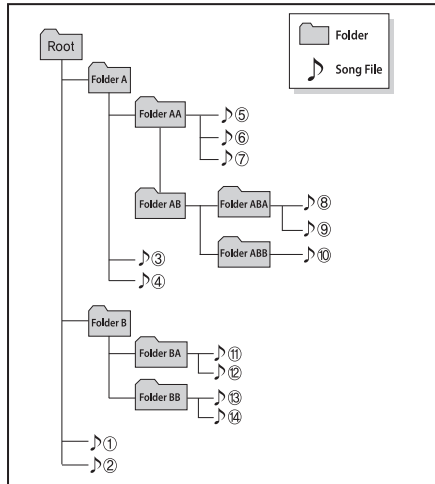 Root
Folder
Song File
Folder A
Folder AA
⑤
⑥
⑦
Folder AB
Folder ABA
⑧
⑨
Folder ABB
⑩
③
④
Folder B
Folder BA
⑪
⑫
Folder BB
⑬
⑭
①
②